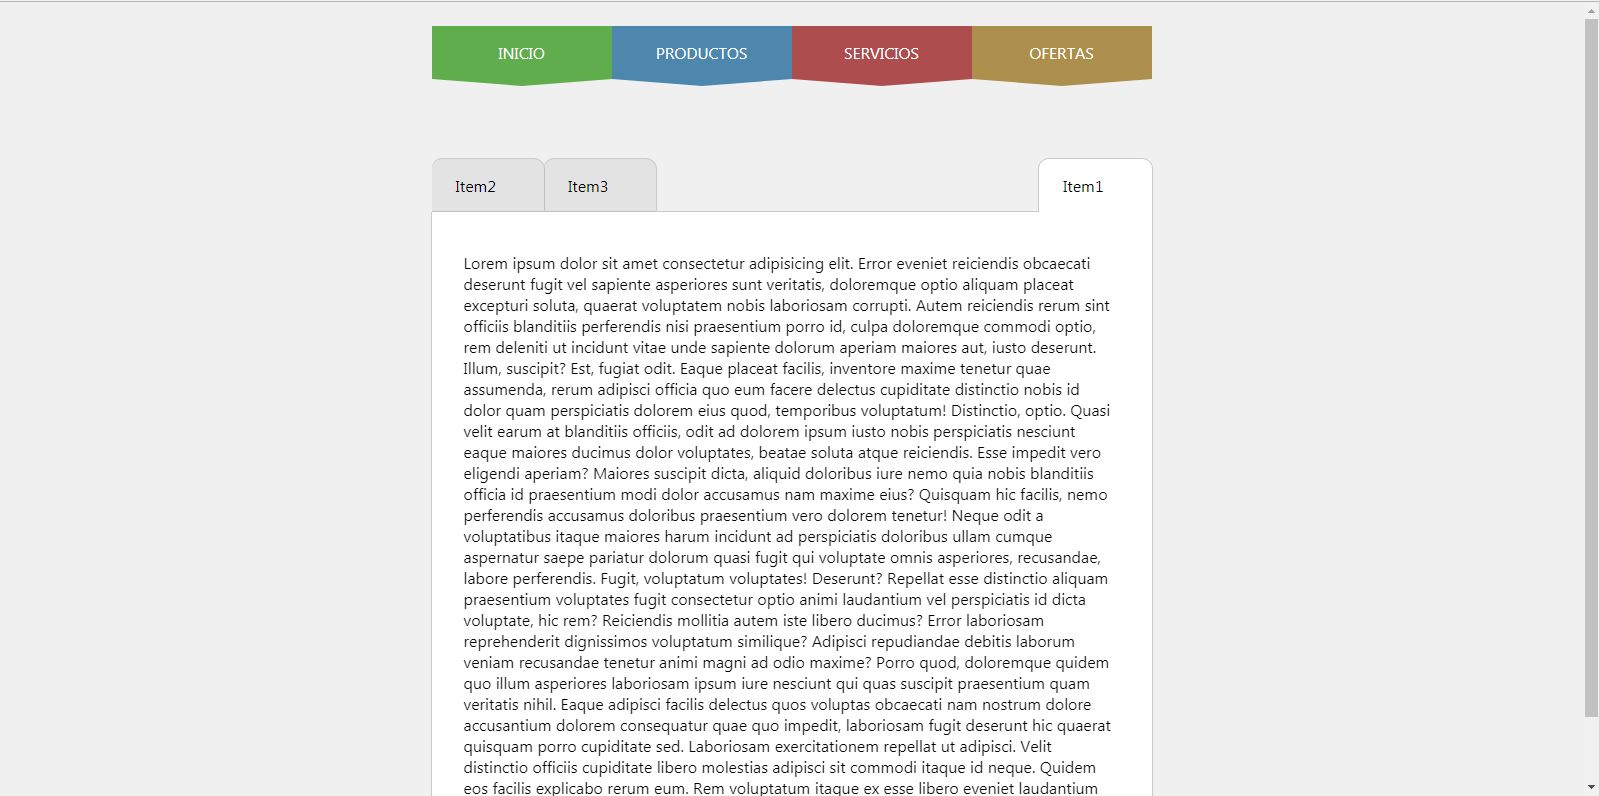 INICIO PRODUCTOS SERVICIOS OFERTAS
Item2 Item3 Item1
Lorem ipsum dolor sit amet consectetur adipisicing elit. Error eveniet reiciendis obcaecati
deserunt fugit vel sapiente asperiores sunt veritatis, doloremque optio aliquam placeat
excepturi soluta, quaerat voluptatem nobis laboriosam corrupti. Autem reiciendis rerum sint
officiis blanditiis perferendis nisi praesentium porro id, culpa doloremque commodi optio,
rem deleniti ut incidunt vitae unde sapiente dolorum aperiam maiores aut, iusto deserunt.
Illum, suscipit? Est, fugiat odit. Eaque placeat facilis, inventore maxime tenetur quae
assumenda, rerum adipisci officia quo eum facere delectus cupiditate distinctio nobis id
dolor quam perspiciatis dolorem eius quod, temporibus voluptatum! Distinctio, optio. Quasi
velit earum at blanditiis officiis, odit ad dolorem ipsum iusto nobis perspiciatis nesciunt
eaque maiores ducimus dolor voluptates, beatae soluta atque reiciendis. Esse impedit vero
eligendi aperiam? Maiores suscipit dicta, aliquid doloribus iure nemo quia nobis blanditiis
officia id praesentium modi dolor accusamus nam maxime eius? Quisquam hic facilis, nemo
perferendis accusamus doloribus praesentium vero dolorem tenetur! Neque odit a
voluptatibus itaque maiores harum incidunt ad perspiciatis doloribus ullam cumque
aspernatur saepe pariatur dolorum quasi fugit qui voluptate omnis asperiores, recusandae,
labore perferendis. Fugit, voluptatum voluptates! Deserunt? Repellat esse distinctio aliquam
praesentium voluptates fugit consectetur optio animi laudantium vel perspiciatis id dicta
voluptate, hic rem? Reiciendis mollitia autem iste libero ducimus? Error laboriosam
reprehenderit dignissimos voluptatum similique? Adipisci repudiandae debitis laborum
veniam recusandae tenetur animi magni ad odio maxime? Porro quod, doloremque quidem
quo illum asperiores laboriosam ipsum iure nesciunt qui quas suscipit praesentium quam
veritatis nihil. Eaque adipisci facilis delectus quos voluptas obcaecati nam nostrum dolore
accusantium dolorem consequatur quae quo impedit, laboriosam fugit deserunt hic quaerat
quisquam porro cupiditate sed. Laboriosam exercitationem repellat ut adipisci. Velit
distinctio officiis cupiditate libero molestias adipisci sit commodi itaque id neque. Quidem
eos facilis explicabo rerum eum. Rem voluptatum itaque ex esse libero eveniet laudantium